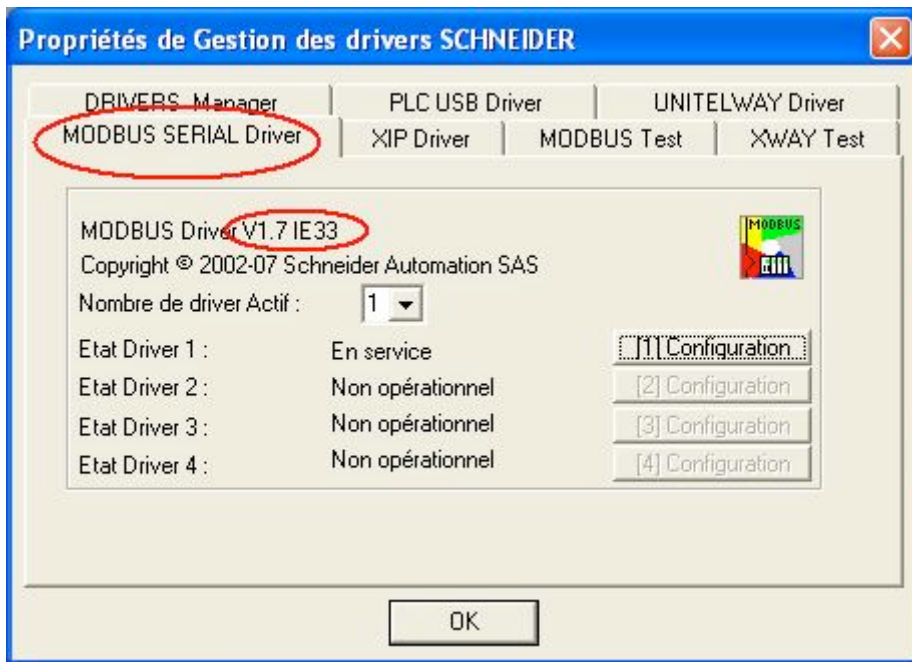 Propriétés de Gestion des drivers SCHNEIDER
DRIVERS Manager PLC USB Driver UNITELWAY Driver
MODBUS SERIAL Driver XIP Driver MODBUS Test XWAY Test
MODBUS Driver V1.7 IE33
MODBUS
Copyright © 2002-07 Schneider Automation SAS
Nombre de driver Actif : 1
Etat Driver 1 : En service [1] Configuration
Etat Driver 2 : Non opérationnel [2] Configuration
Etat Driver 3 : Non opérationnel [3] Configuration
Etat Driver 4 : Non opérationnel [4] Configuration
OK